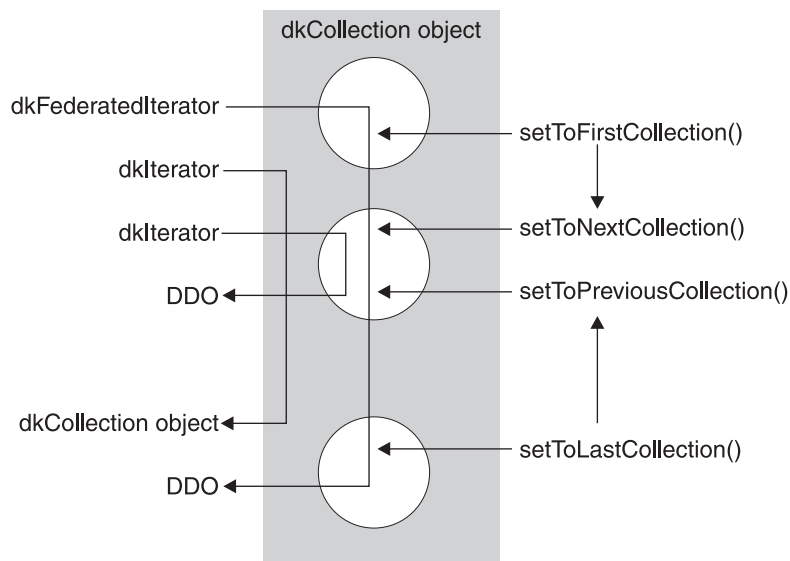 dkCollection object
dkFederatedIterator
setToFirstCollection()
dkIterator
dkIterator
setToNextCollection()
DDO
setToPreviousCollection()
dkCollection object
setToLastCollection()
DDO